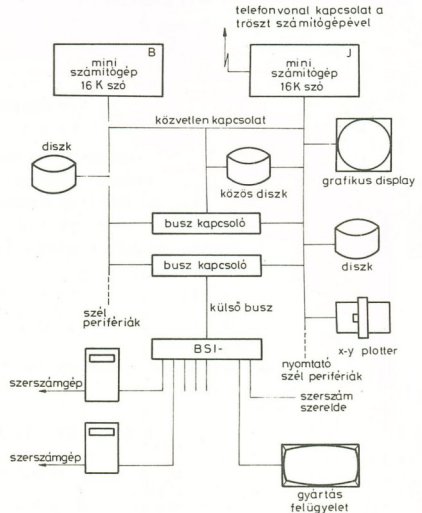 telefonvonal kapcsolat a
tröszt számítógépével
B
mini
számítógép
16 K szó
J
mini
számítógép
16 K szó
közvetlen kapcsolat
diszk
közös diszk
grafikus display
busz kapcsoló
busz kapcsoló
diszk
külső busz
szél
perifériák
x-y plotter
BSI-
nyomtató
szél perifériák
szerszámgép
szerszám
szerelde
szerszámgép
gyártás
felügyelet